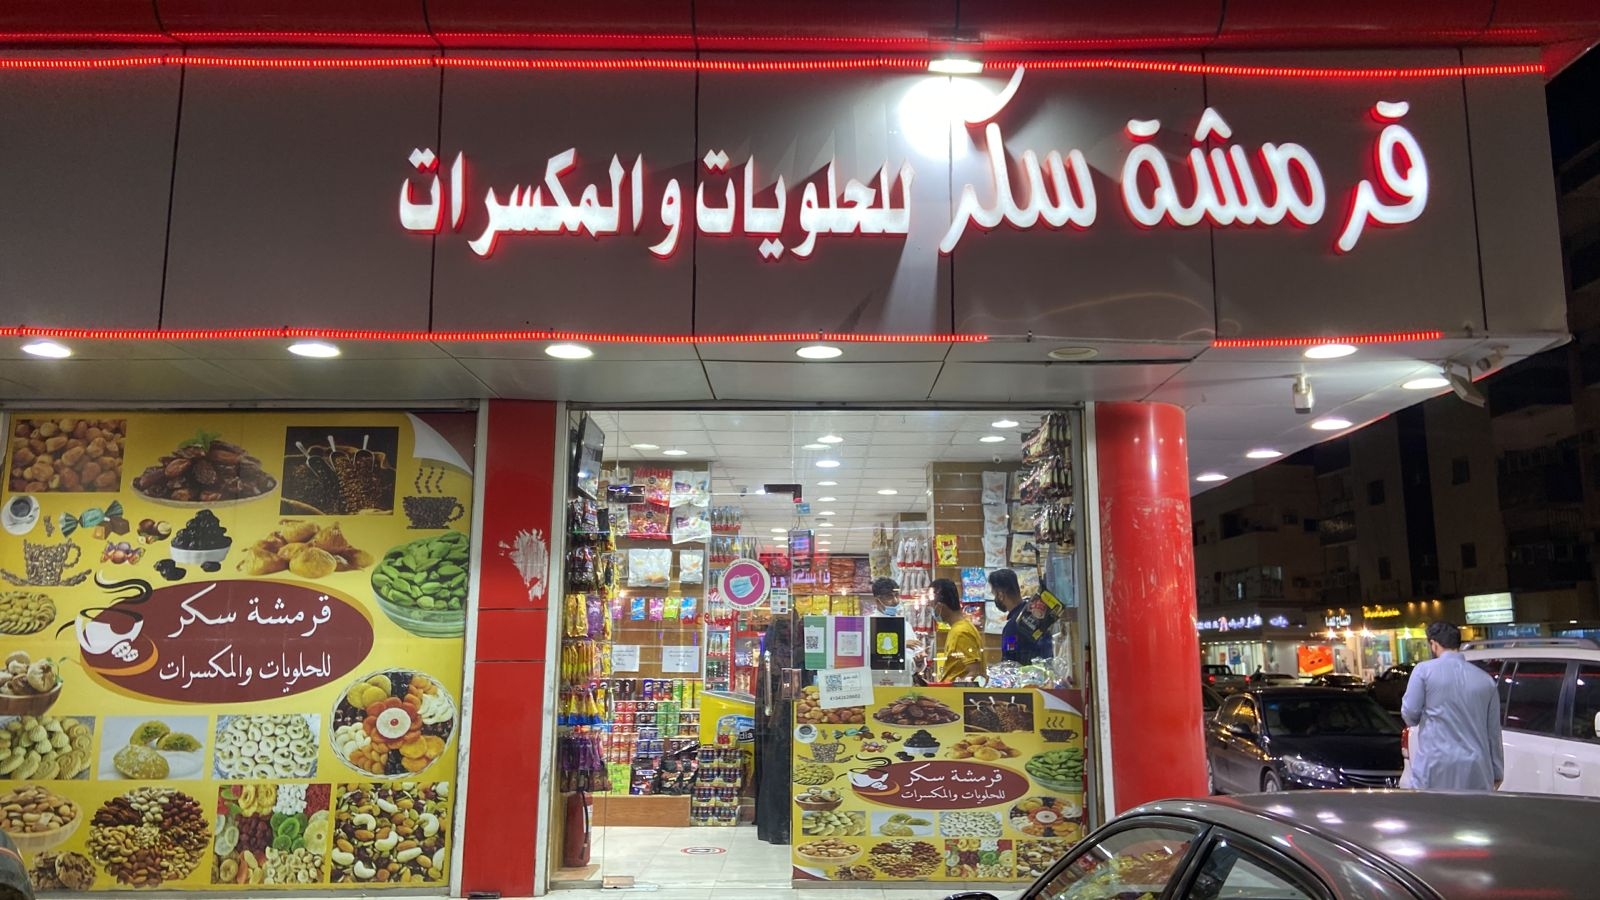 قرمشة سكر للحلويات والمكسرات
قرمشة سكر
للحلويات والمكسرات
قرمشة سكر
للحلويات والمكسرات